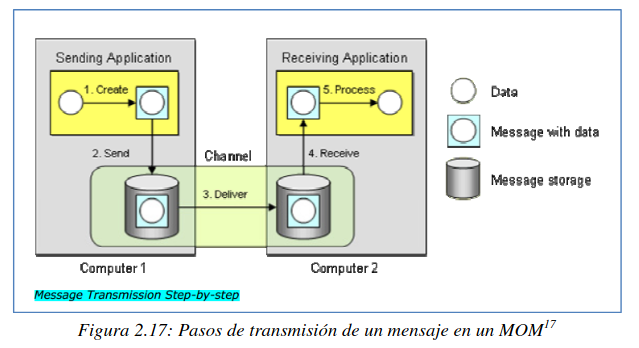 Sending Application
Receiving Application
1. Create
5. Process
Data
Message with data
2. Send
Channel
4. Receive
3. Deliver
Message storage
Computer 1
Computer 2
Message Transmission Step-by-step
Figura 2.17: Pasos de transmisión de un mensaje en un MOM17